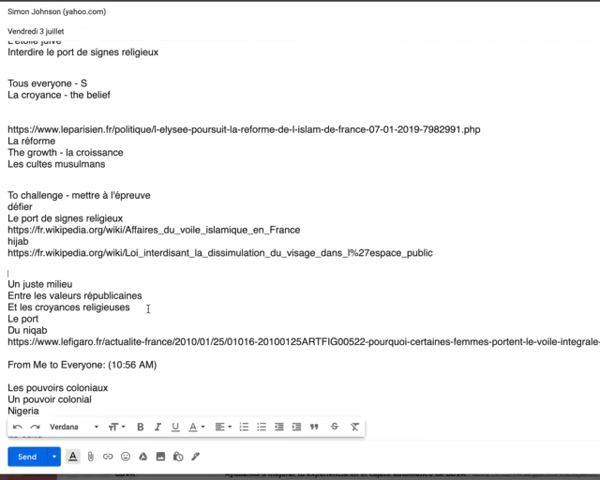 Simon Johnson (yahoo.com)
Vendredi 3 juillet
L'étoile juive
Interdire le port de signes religieux
Tous everyone - S
La croyance - the belief
https://www.leparisien.fr/politique/l-elysee-poursuit-la-reforme-de-l-islam-de-france-07-01-2019-7982991.php
La réforme
The growth - la croissance
Les cultes musulmans
To challenge - mettre à l'épreuve
défier
Le port de signes religieux
https://fr.wikipedia.org/wiki/Affaires_du_voile_islamique_en_France
hijab
https://fr.wikipedia.org/wiki/Loi_interdisant_la_dissimulation_du_visage_dans_l%27espace_public
Un juste milieu
Entre les valeurs républicaines
Et les croyances religieuses
Le port
Du niqab
https://www.lefigaro.fr/actualite-france/2010/01/25/01016-20100125ARTFIG00522-pourquoi-certaines-femmes-portent-le-voile-integrale-
From Me to Everyone: (10:56 AM)
Les pouvoirs coloniaux
Un pouvoir colonial
Nigeria
Verdana
Send